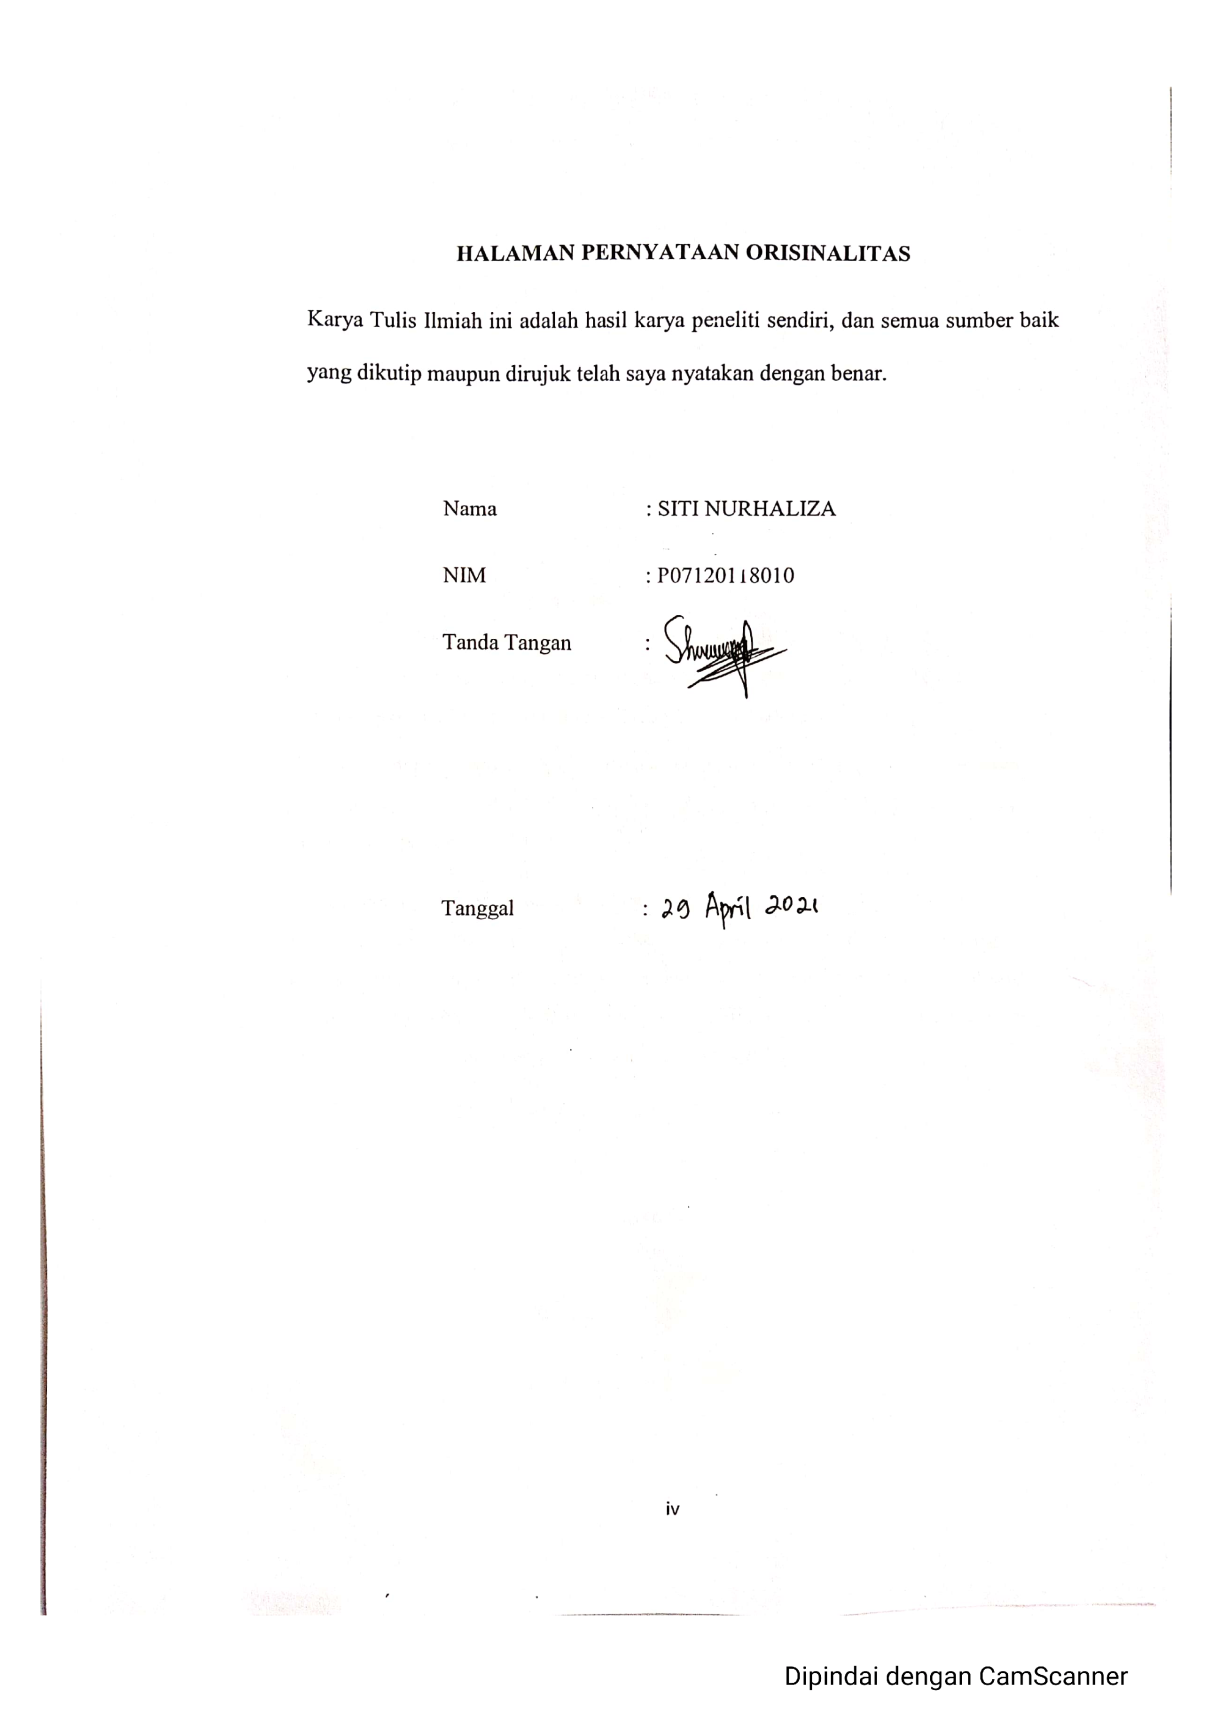 HALAMAN PERNYATAAN ORISINALITAS
Karya Tulis Ilmiah ini adalah hasil karya peneliti sendiri, dan semua sumber baik
yang dikutip maupun dirujuk telah saya nyatakan dengan benar.
Nama : SITI NURHALIZA
NIM : P07120118010
Tanda Tangan :
Tanggal : 29 April 2021
iv
Dipindai dengan CamScanner